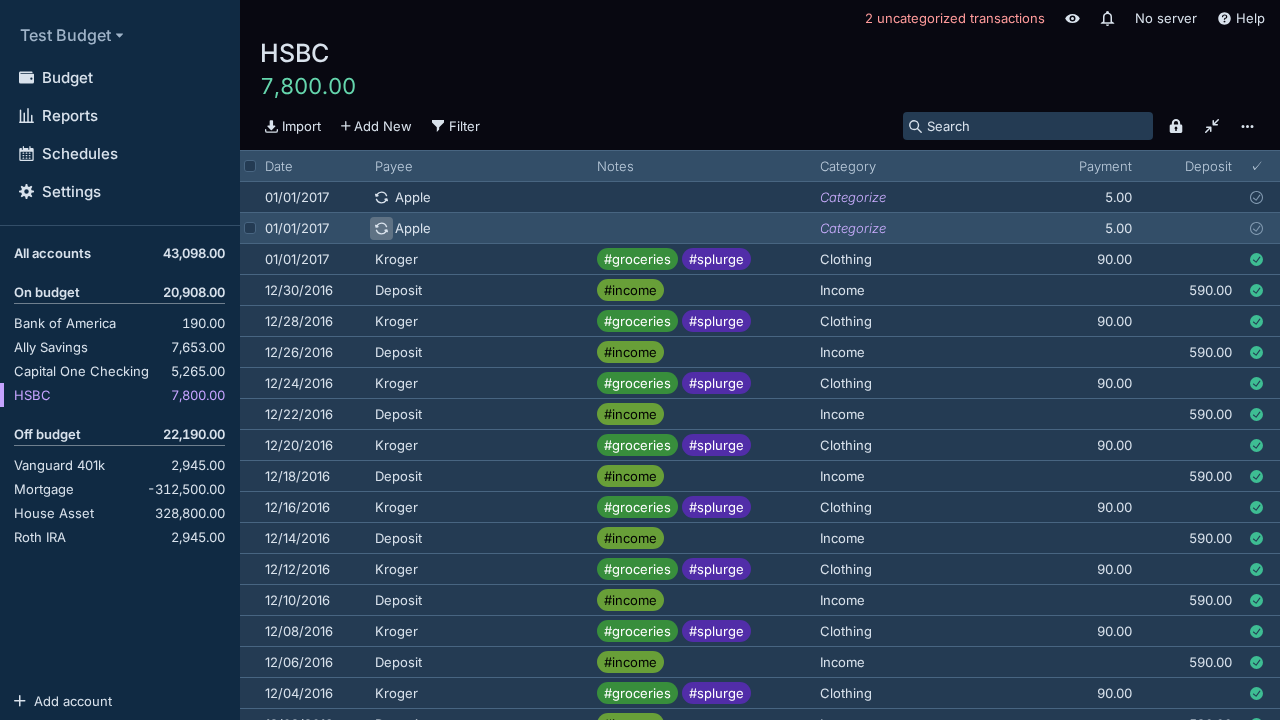 Test Budget
Budget
Reports
Schedules
Settings
All accounts 43,098.00
On budget 20,908.00
Bank of America 190.00
Ally Savings 7,653.00
Capital One Checking 5,265.00
HSBC 7,800.00
Off budget 22,190.00
Vanguard 401k 2,945.00
Mortgage -312,500.00
House Asset 328,800.00
Roth IRA 2,945.00
Add account
2 uncategorized transactions No server Help
HSBC
7,800.00
Import Add New Filter Search
Date Payee Notes Category Payment Deposit
01/01/2017 Apple Categorize 5.00
01/01/2017 Apple Categorize 5.00
01/01/2017 Kroger #groceries #splurge Clothing 90.00
12/30/2016 Deposit #income Income 590.00
12/28/2016 Kroger #groceries #splurge Clothing 90.00
12/26/2016 Deposit #income Income 590.00
12/24/2016 Kroger #groceries #splurge Clothing 90.00
12/22/2016 Deposit #income Income 590.00
12/20/2016 Kroger #groceries #splurge Clothing 90.00
12/18/2016 Deposit #income Income 590.00
12/16/2016 Kroger #groceries #splurge Clothing 90.00
12/14/2016 Deposit #income Income 590.00
12/12/2016 Kroger #groceries #splurge Clothing 90.00
12/10/2016 Deposit #income Income 590.00
12/08/2016 Kroger #groceries #splurge Clothing 90.00
12/06/2016 Deposit #income Income 590.00
12/04/2016 Kroger #groceries #splurge Clothing 90.00